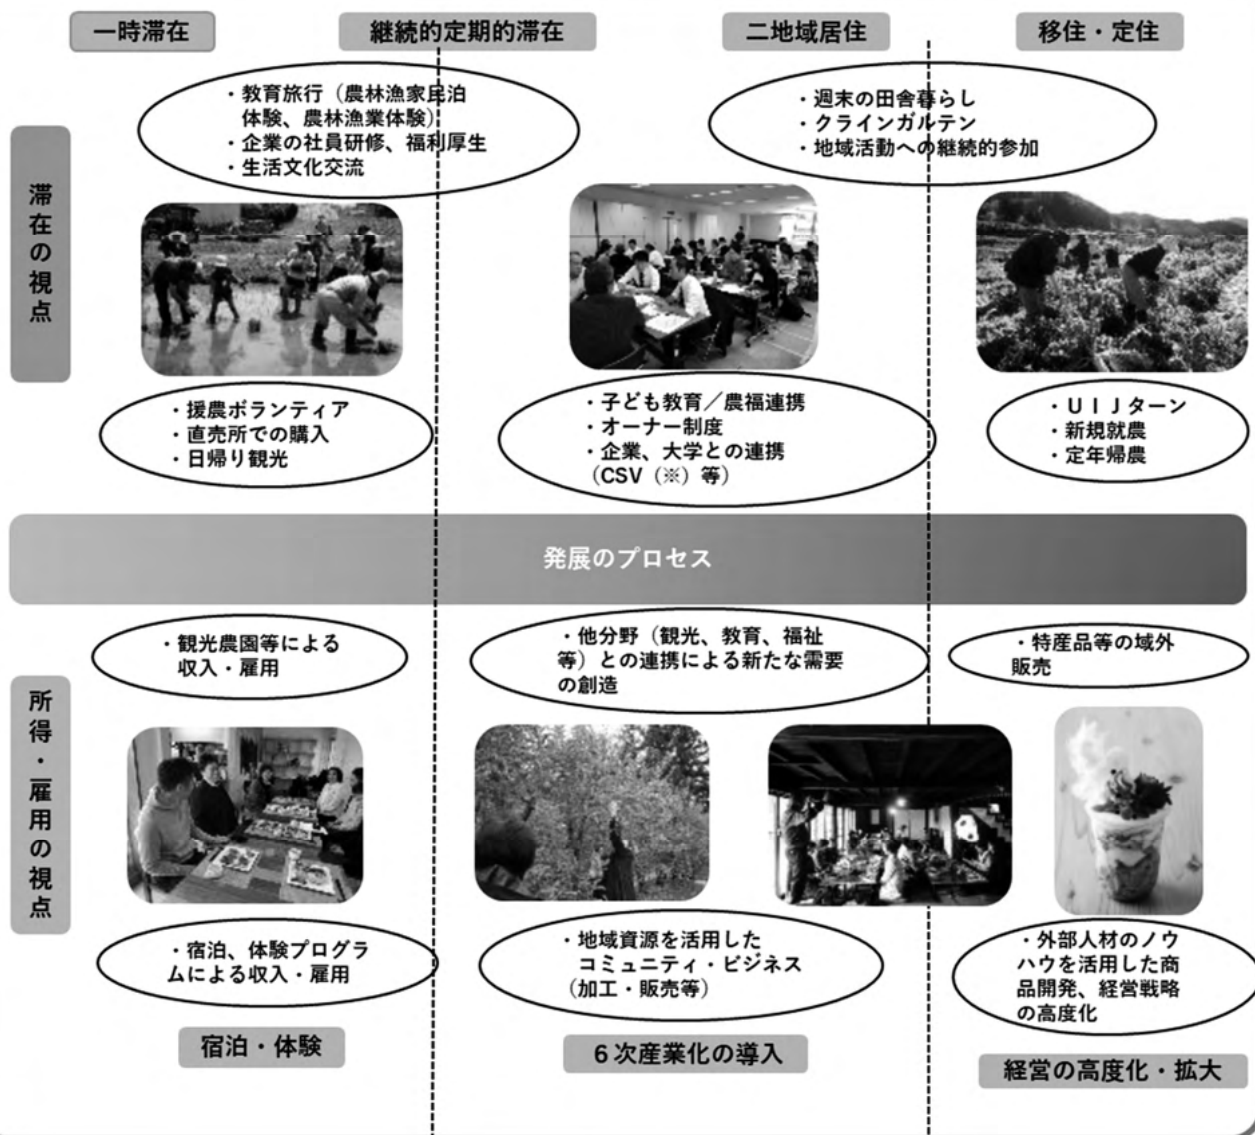 一時滞在
継続的定期的滞在
二地域居住
移住・定住
・教育旅行（農林漁家民泊
体験、農林漁業体験）
・企業の社員研修、福利厚生
・生活文化交流
・週末の田舎暮らし
・クラインガルテン
・地域活動への継続的参加
滞在の視点
・援農ボランティア
・直売所での購入
・日帰り観光
・子ども教育／農福連携
・オーナー制度
・企業、大学との連携
（CSV（※）等）
・ＵＩＪターン
・新規就農
・定年帰農
発展のプロセス
・観光農園等による
収入・雇用
・他分野（観光、教育、福祉
等）との連携による新たな需要
の創造
・特産品等の域外
販売
所得・雇用の視点
・宿泊、体験プログラ
ムによる収入・雇用
・地域資源を活用した
コミュニティ・ビジネス
（加工・販売等）
・外部人材のノウ
ハウを活用した商
品開発、経営戦略
の高度化
宿泊・体験
６次産業化の導入
経営の高度化・拡大